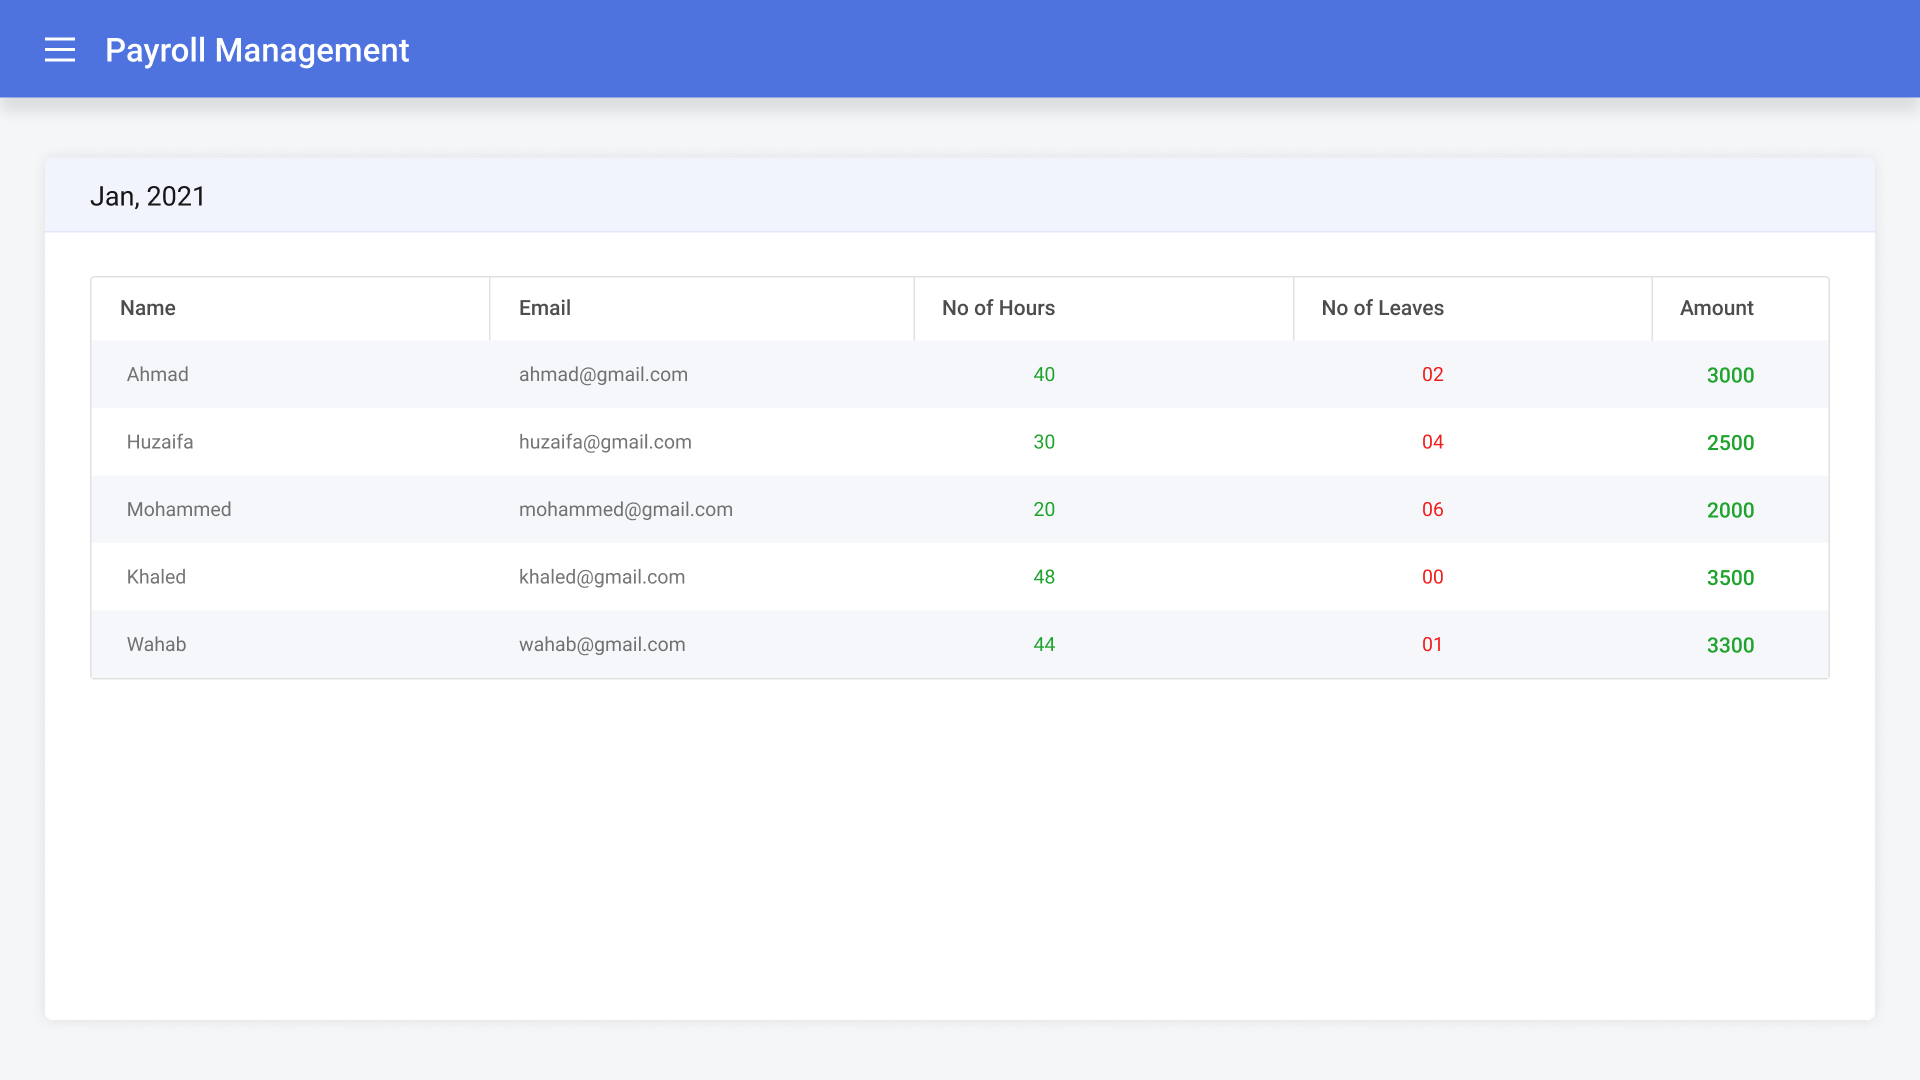 Payroll Management
Jan, 2021
Name Email No of Hours No of Leaves Amount
Ahmad ahmad@gmail.com 40 02 3000
Huzaifa huzaifa@gmail.com 30 04 2500
Mohammed mohammed@gmail.com 20 06 2000
Khaled khaled@gmail.com 48 00 3500
Wahab wahab@gmail.com 44 01 3300